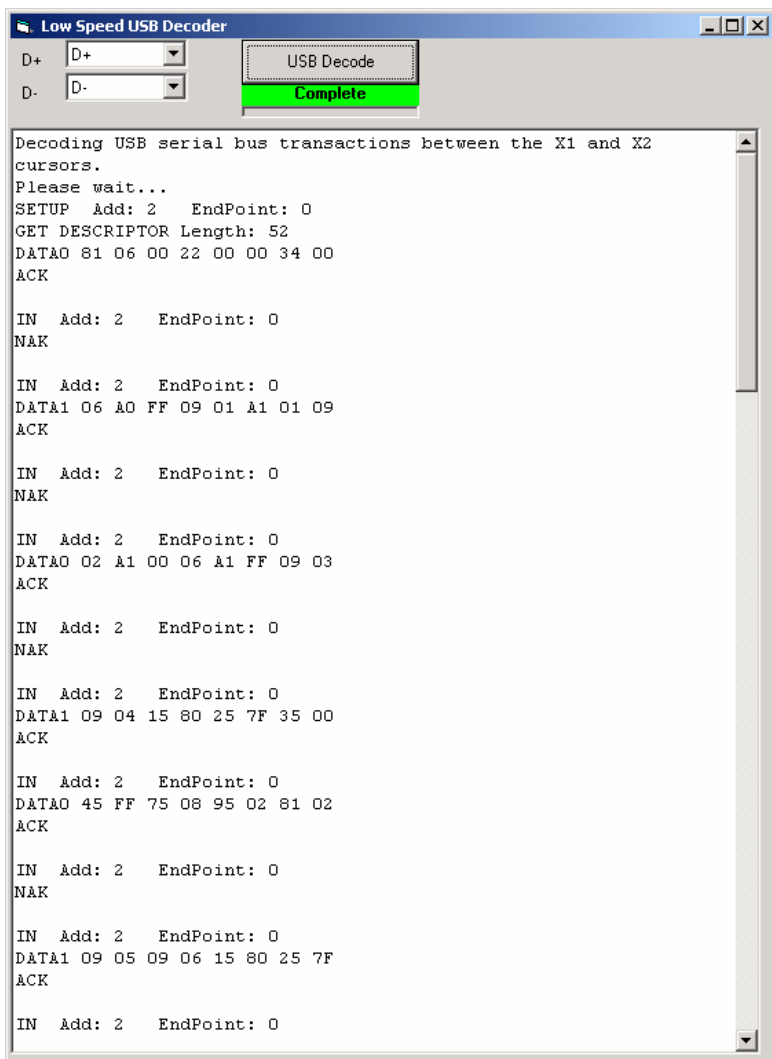 Low Speed USB Decoder
D+ D+ USB Decode
D- D- Complete
Decoding USB serial bus transactions between the X1 and X2
cursors.
Please wait...
SETUP  Add: 2   EndPoint: 0
GET DESCRIPTOR Length: 52
DATA0 81 06 00 22 00 00 34 00
ACK

IN  Add: 2   EndPoint: 0
NAK

IN  Add: 2   EndPoint: 0
DATA1 06 A0 FF 09 01 A1 01 09
ACK

IN  Add: 2   EndPoint: 0
NAK

IN  Add: 2   EndPoint: 0
DATA0 02 A1 00 06 A1 FF 09 03
ACK

IN  Add: 2   EndPoint: 0
NAK

IN  Add: 2   EndPoint: 0
DATA1 09 04 15 80 25 7F 35 00
ACK

IN  Add: 2   EndPoint: 0
DATA0 45 FF 75 08 95 02 81 02
ACK

IN  Add: 2   EndPoint: 0
NAK

IN  Add: 2   EndPoint: 0
DATA1 09 05 09 06 15 80 25 7F
ACK

IN  Add: 2   EndPoint: 0